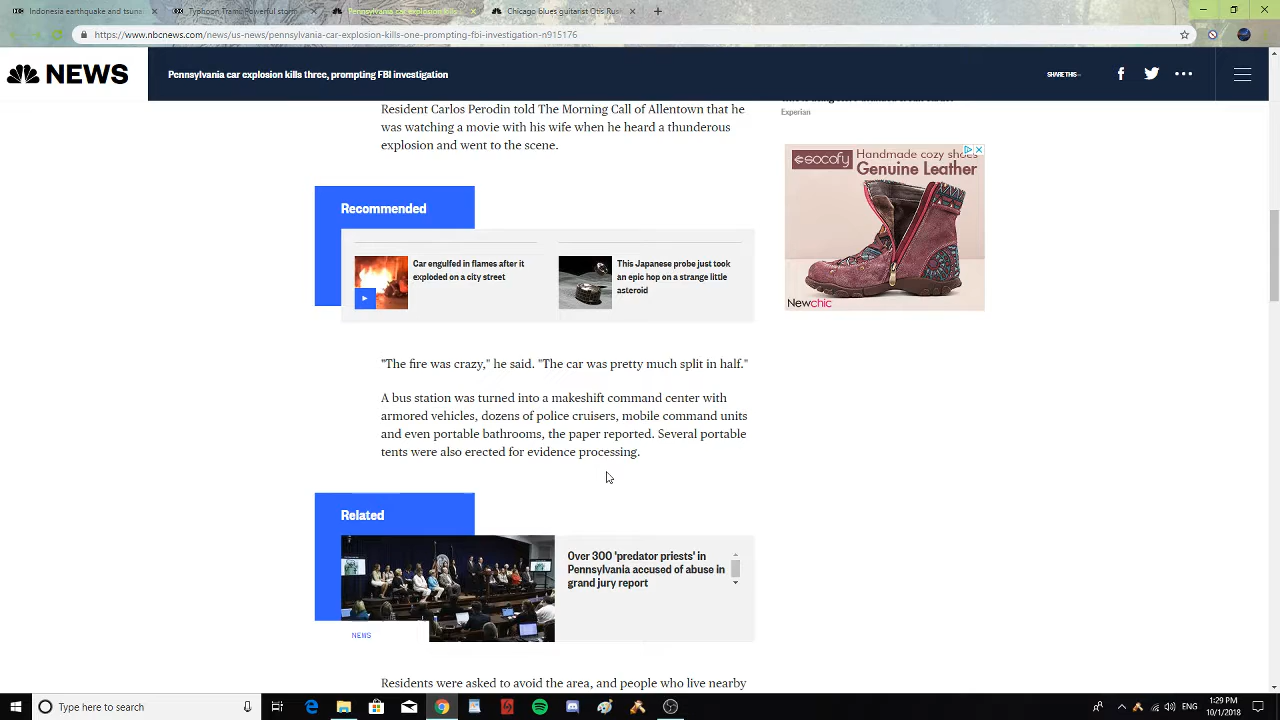 Indonesia earthquake and tsun
Typhoon Trami: Powerful storm
Pennsylvania car explosion kills
Chicago blues guitarist Otis Ru
https://www.nbcnews.com/news/us-news/pennsylvania-car-explosion-kills-one-prompting-fbi-investigation-n915176
NEWS
Pennsylvania car explosion kills three, prompting FBI investigation
SHARE THIS—
Resident Carlos Perodin told The Morning Call of Allentown that he
was watching a movie with his wife when he heard a thunderous
explosion and went to the scene.
Experian
socofy
Handmade cozy shoes
Genuine Leather
Newchic
Recommended
Car engulfed in flames after it
exploded on a city street
This Japanese probe just took
an epic hop on a strange little
asteroid
"The fire was crazy," he said. "The car was pretty much split in half."
A bus station was turned into a makeshift command center with
armored vehicles, dozens of police cruisers, mobile command units
and even portable bathrooms, the paper reported. Several portable
tents were also erected for evidence processing.
Related
Over 300 'predator priests' in
Pennsylvania accused of abuse in
grand jury report
NEWS
Residents were asked to avoid the area, and people who live nearby
Type here to search
ENG
1:29 PM
10/1/2018